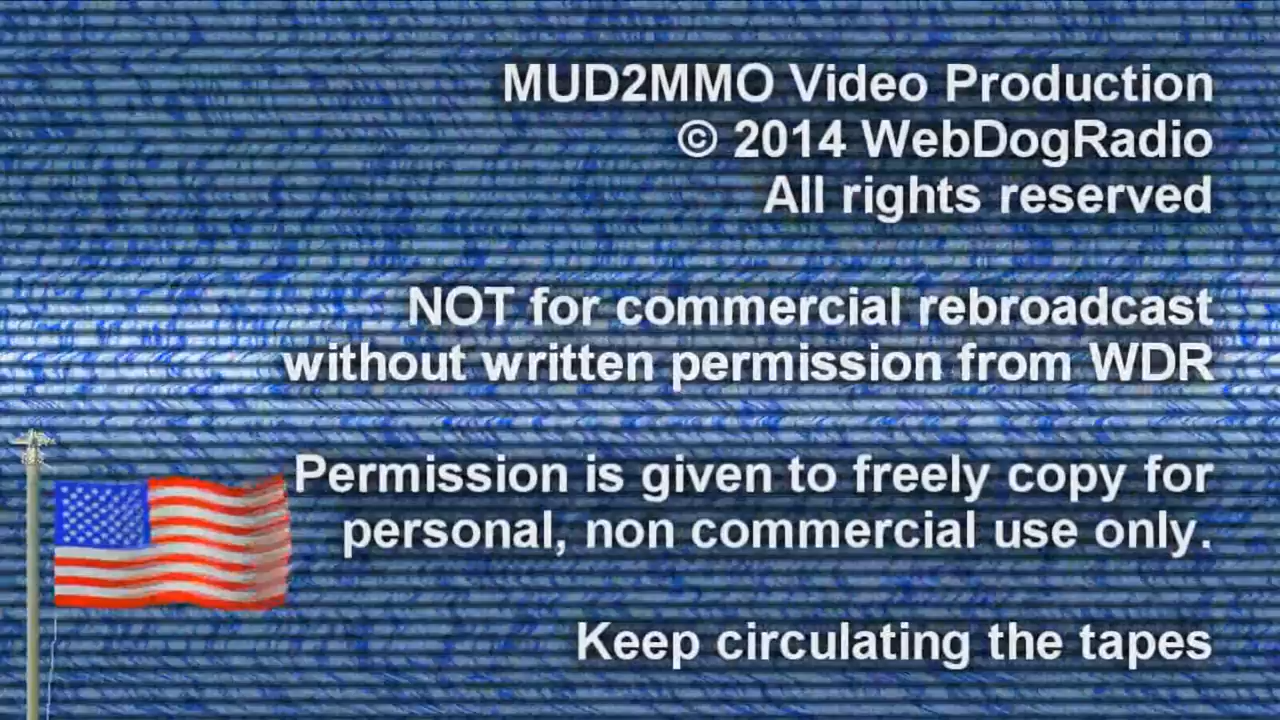 MUD2MMO Video Production
© 2014 WebDogRadio
All rights reserved
NOT for commercial rebroadcast
without written permission from WDR
Permission is given to freely copy for
personal, non commercial use only.
Keep circulating the tapes